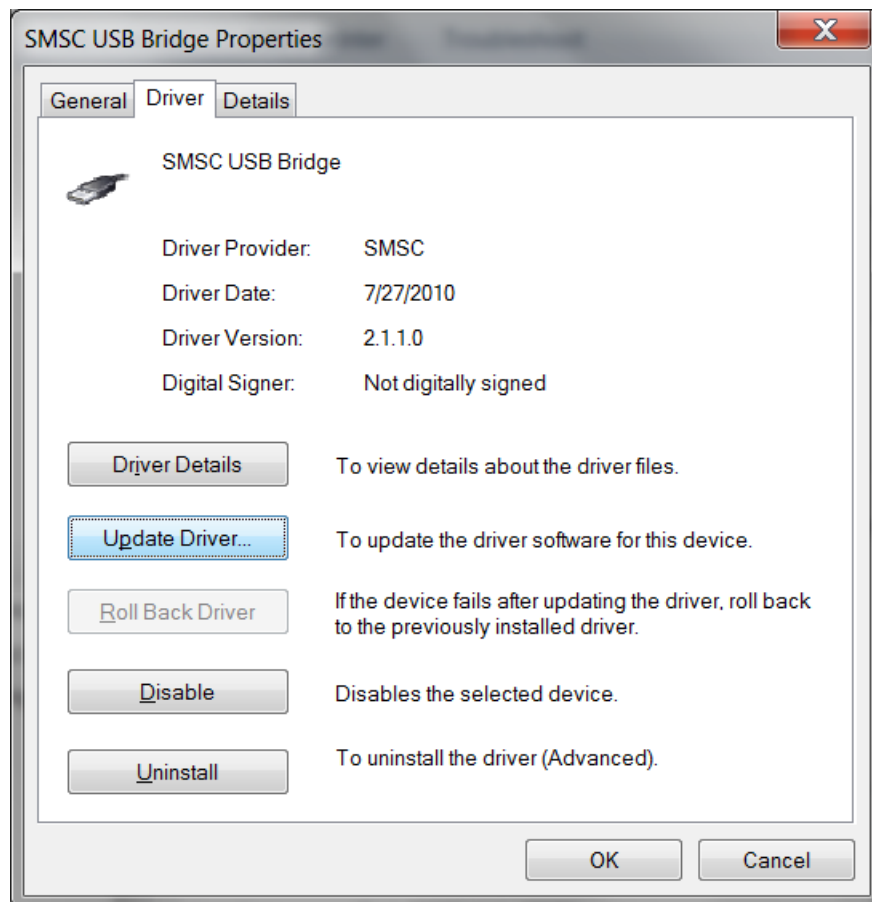 SMSC USB Bridge Properties
General Driver Details
SMSC USB Bridge
Driver Provider: SMSC
Driver Date: 7/27/2010
Driver Version: 2.1.1.0
Digital Signer: Not digitally signed
Driver Details To view details about the driver files.
Update Driver... To update the driver software for this device.
Roll Back Driver If the device fails after updating the driver, roll back
to the previously installed driver.
Disable Disables the selected device.
Uninstall To uninstall the driver (Advanced).
OK Cancel